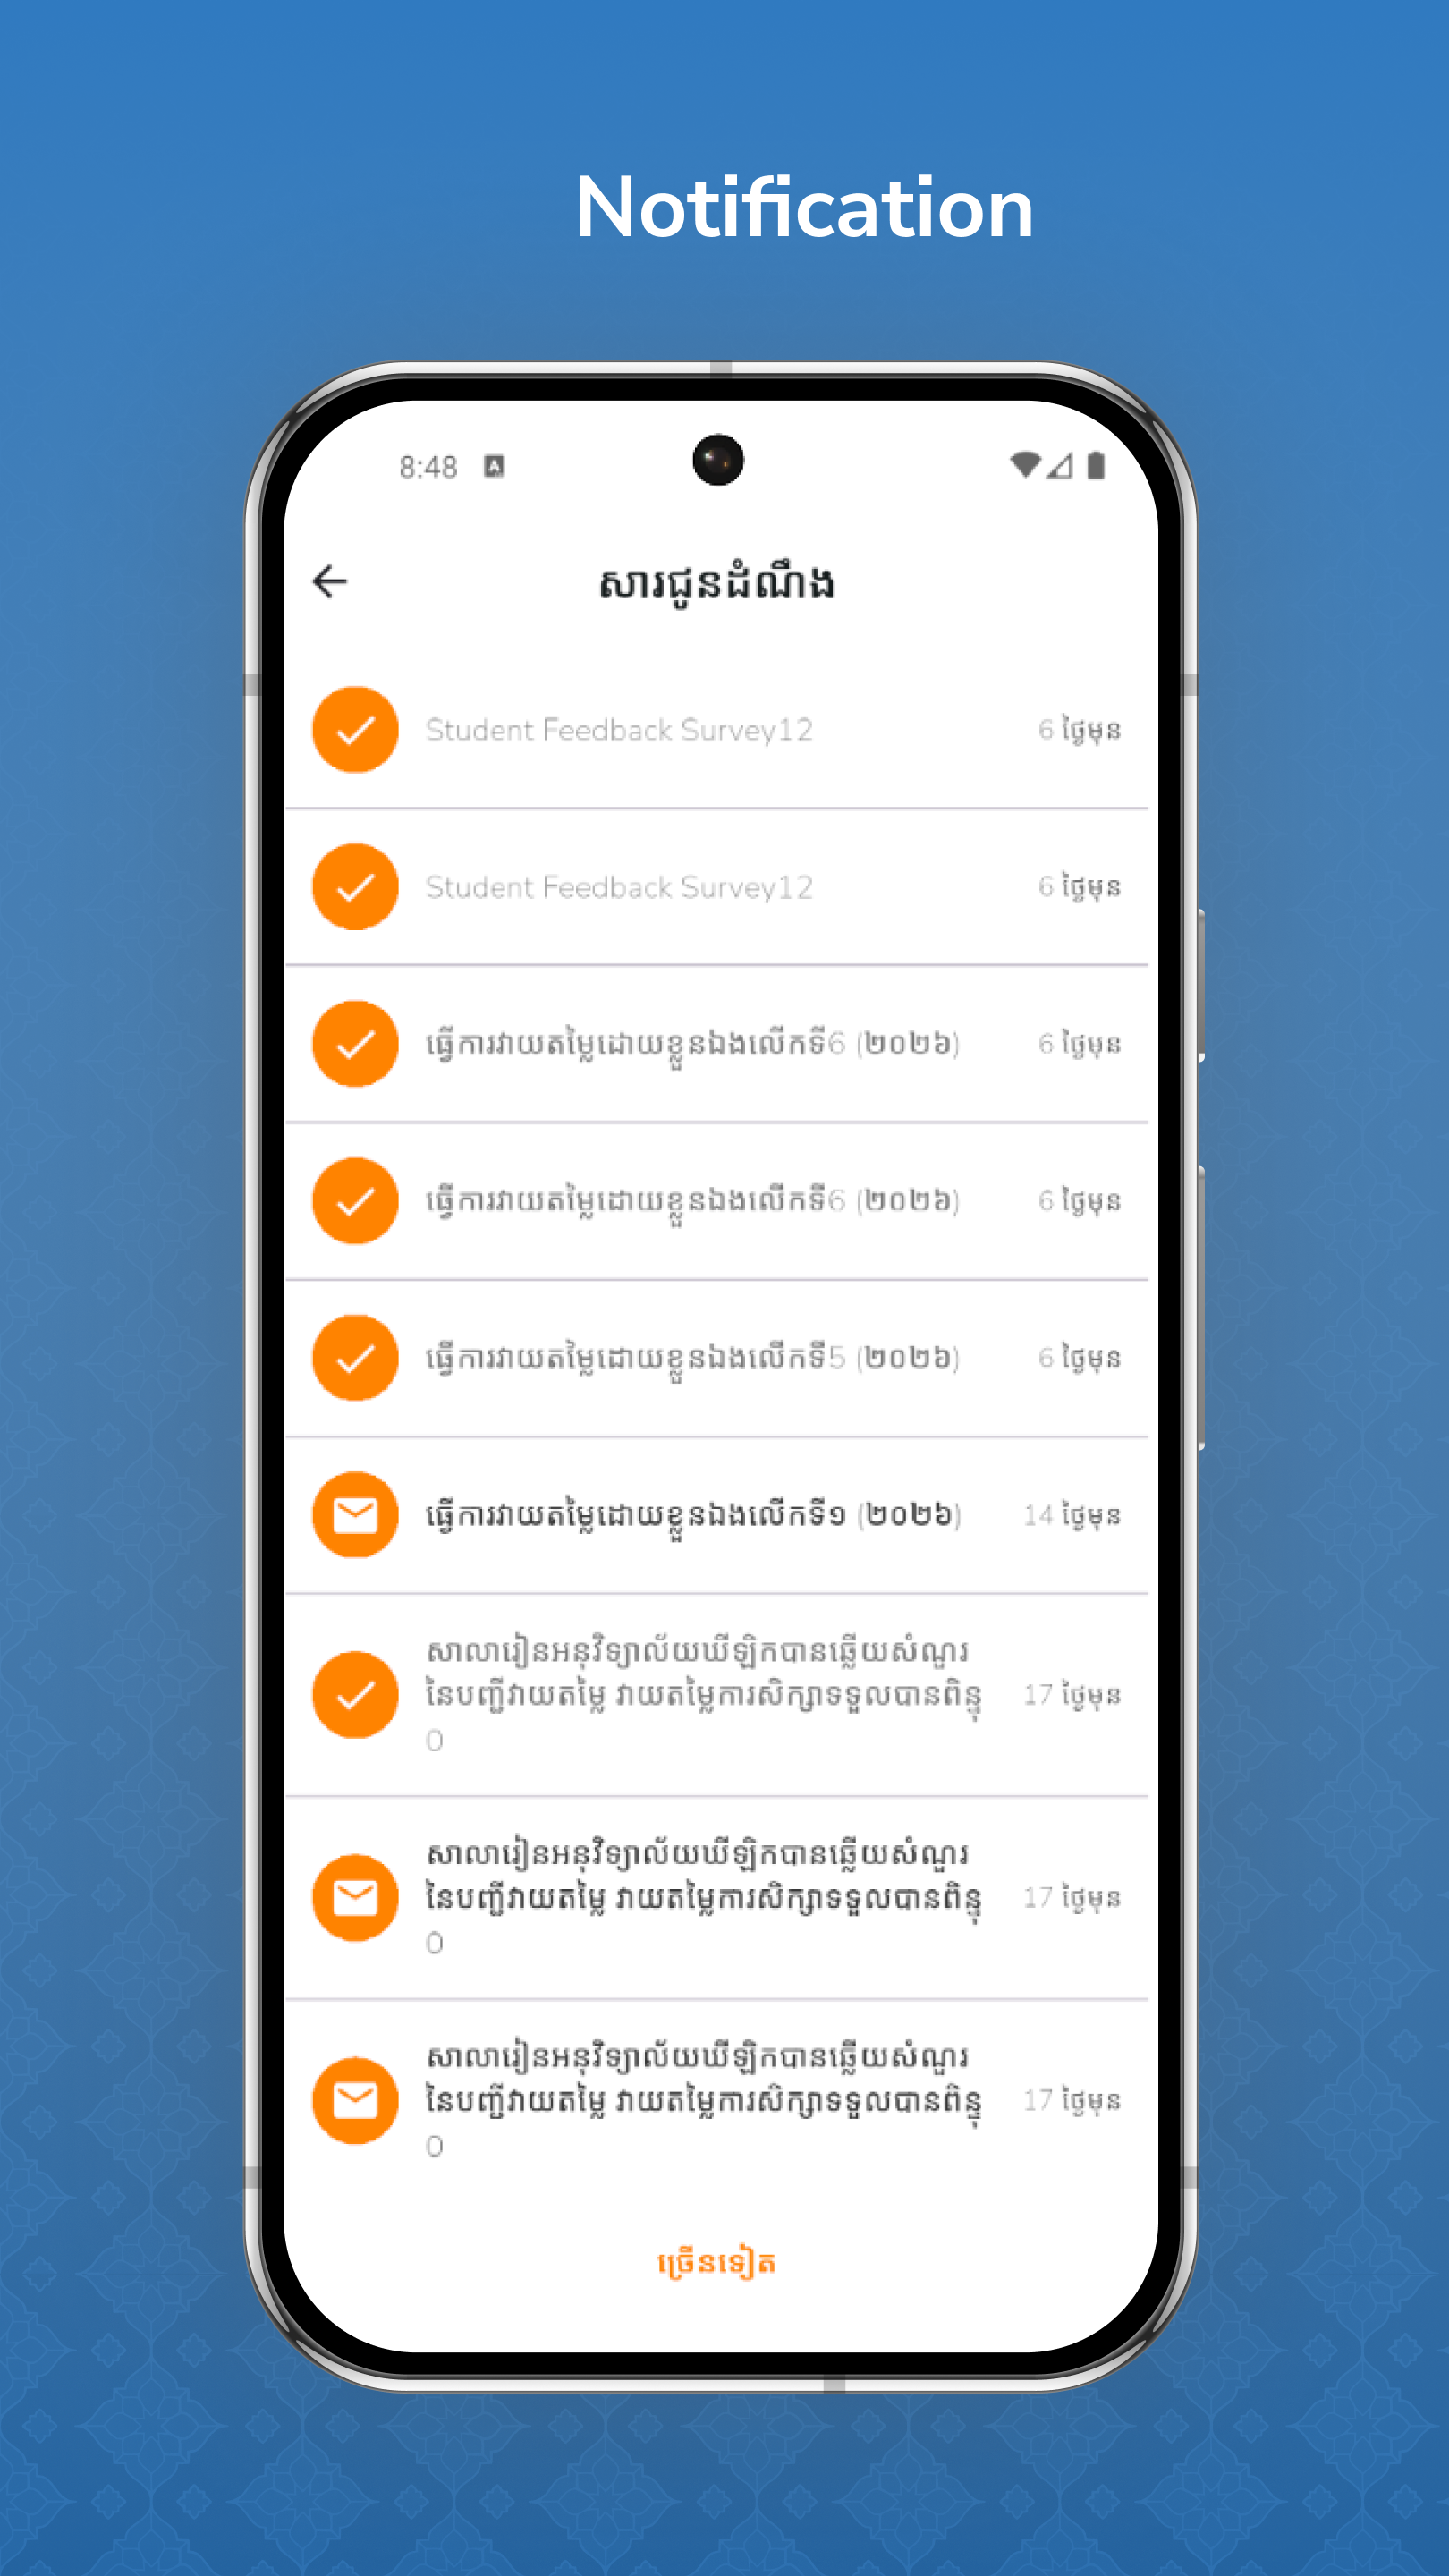 Notification
8:48
សារជូនដំណឹង
Student Feedback Survey12
6 ថ្ងៃមុន
Student Feedback Survey12
6 ថ្ងៃមុន
ធ្វើការវាយតម្លៃដោយខ្លួនឯងលើកទី6 (២០២៦)
6 ថ្ងៃមុន
ធ្វើការវាយតម្លៃដោយខ្លួនឯងលើកទី6 (២០២៦)
6 ថ្ងៃមុន
ធ្វើការវាយតម្លៃដោយខ្លួនឯងលើកទី5 (២០២៦)
6 ថ្ងៃមុន
ធ្វើការវាយតម្លៃដោយខ្លួនឯងលើកទី១ (២០២៦)
14 ថ្ងៃមុន
សាលារៀនអនុវិទ្យាល័យឃីឡិកបានឆ្លើយសំណួរ
នៃបញ្ជីវាយតម្លៃ វាយតម្លៃការសិក្សាទទួលបានពិន្ទុ
0
17 ថ្ងៃមុន
សាលារៀនអនុវិទ្យាល័យឃីឡិកបានឆ្លើយសំណួរ
នៃបញ្ជីវាយតម្លៃ វាយតម្លៃការសិក្សាទទួលបានពិន្ទុ
0
17 ថ្ងៃមុន
សាលារៀនអនុវិទ្យាល័យឃីឡិកបានឆ្លើយសំណួរ
នៃបញ្ជីវាយតម្លៃ វាយតម្លៃការសិក្សាទទួលបានពិន្ទុ
0
17 ថ្ងៃមុន
ច្រើនទៀត